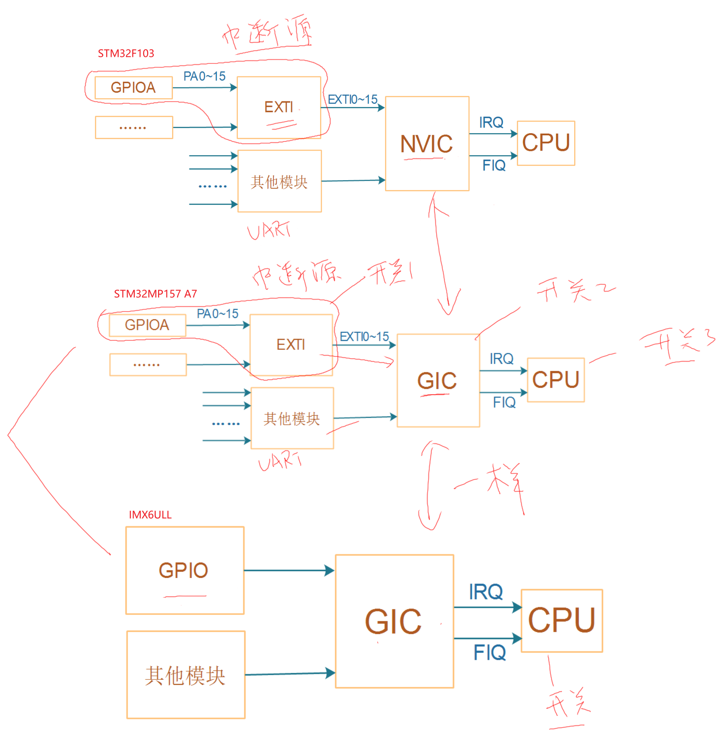 中断源
STM32F103
GPIOA
PA0~15
EXTI
EXTI0~15
NVIC
IRQ
FIQ
CPU
……
……
其他模块
UART
中断源
开关1
STM32MP157 A7
GPIOA
PA0~15
EXTI
EXTI0~15
GIC
开关2
IRQ
FIQ
CPU
开关3
……
……
其他模块
UART
一样
IMX6ULL
GPIO
GIC
IRQ
FIQ
CPU
其他模块
开关